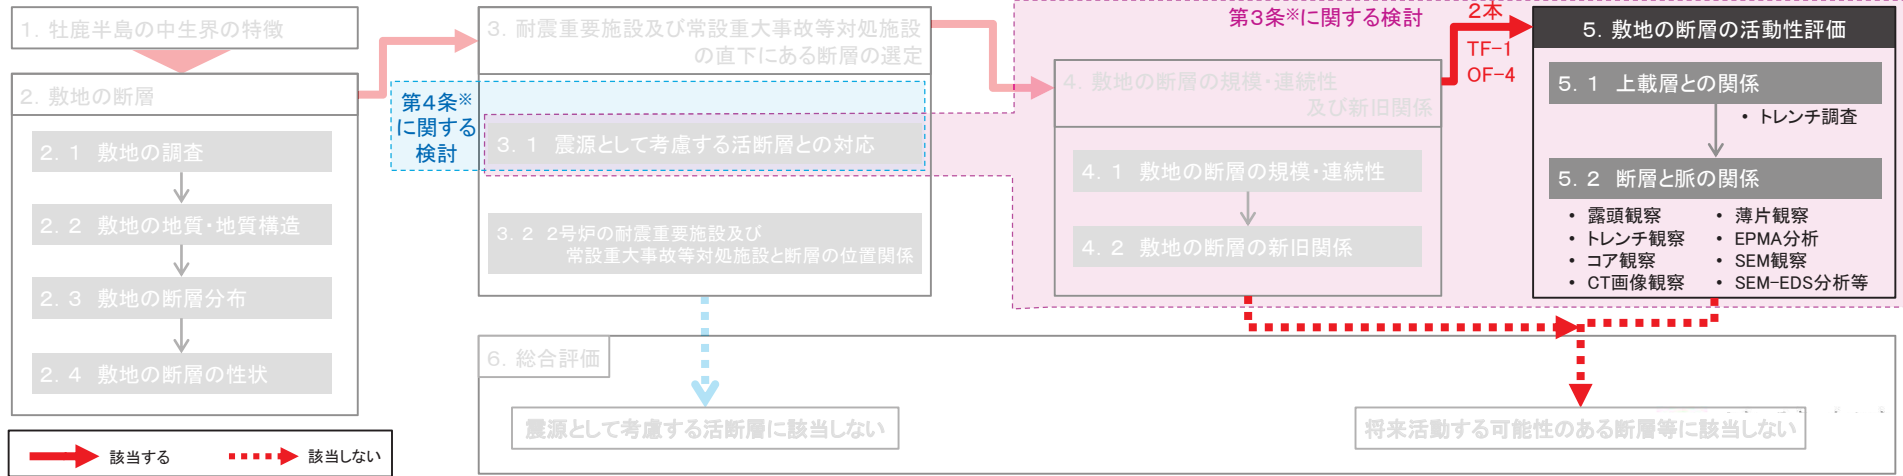 1．牡鹿半島の中生界の特徴
2．敷地の断層
2．1 敷地の調査
2．2 敷地の地質・地質構造
2．3 敷地の断層分布
2．4 敷地の断層の性状
3．耐震重要施設及び常設重大事故等対処施設
の直下にある断層の選定
第4条※
に関する
検討
3．1 震源として考慮する活断層との対応
3．2 2号炉の耐震重要施設及び
常設重大事故等対処施設と断層の位置関係
第3条※に関する検討
4．敷地の断層の規模・連続性
及び新旧関係
4．1 敷地の断層の規模・連続性
4．2 敷地の断層の新旧関係
2本
TF-1
OF-4
5．敷地の断層の活動性評価
5．1 上載層との関係
• トレンチ調査
5．2 断層と脈の関係
• 露頭観察
• トレンチ観察
• コア観察
• CT画像観察
• 薄片観察
• EPMA分析
• SEM観察
• SEM-EDS分析等
6．総合評価
震源として考慮する活断層に該当しない
将来活動する可能性のある断層等に該当しない
該当する
該当しない